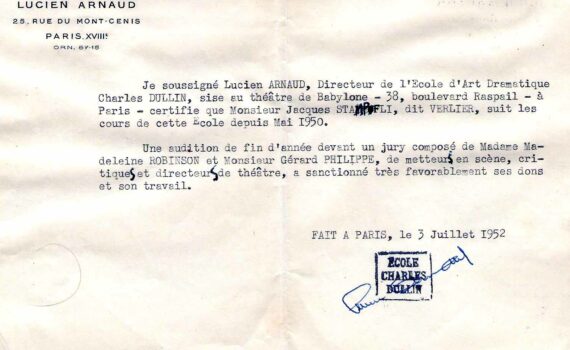 LUCIEN ARNAUD
25, RUE DU MONT-CENIS
PARIS.XVIIIe
ORN. 67-18
Je soussigné Lucien ARNAUD, Directeur de l'Ecole d'Art Dramatique
Charles DULLIN, sise au théâtre de Babylone - 38, boulevard Raspail - à
Paris - certifie que Monsieur Jacques STAMPFLI, dit VERLIER, suit les
cours de cette Ecole depuis Mai 1950.
Une audition de fin d'année devant un jury composé de Madame Ma-
deleine ROBINSON et Monsieur Gérard PHILIPPE, de metteurs en scène, cri-
tiques et directeurs de théâtre, a sanctionné très favorablement ses dons
et son travail.
FAIT A PARIS, le 3 Juillet 1952
ÉCOLE
CHARLES
DULLIN